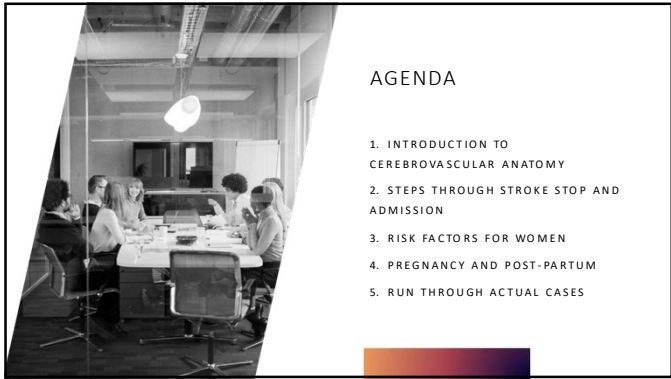 AGENDA
1. INTRODUCTION TO
CEREBROVASCULAR ANATOMY
2. STEPS THROUGH STROKE STOP AND
ADMISSION
3. RISK FACTORS FOR WOMEN
4. PREGNANCY AND POST-PARTUM
5. RUN THROUGH ACTUAL CASES